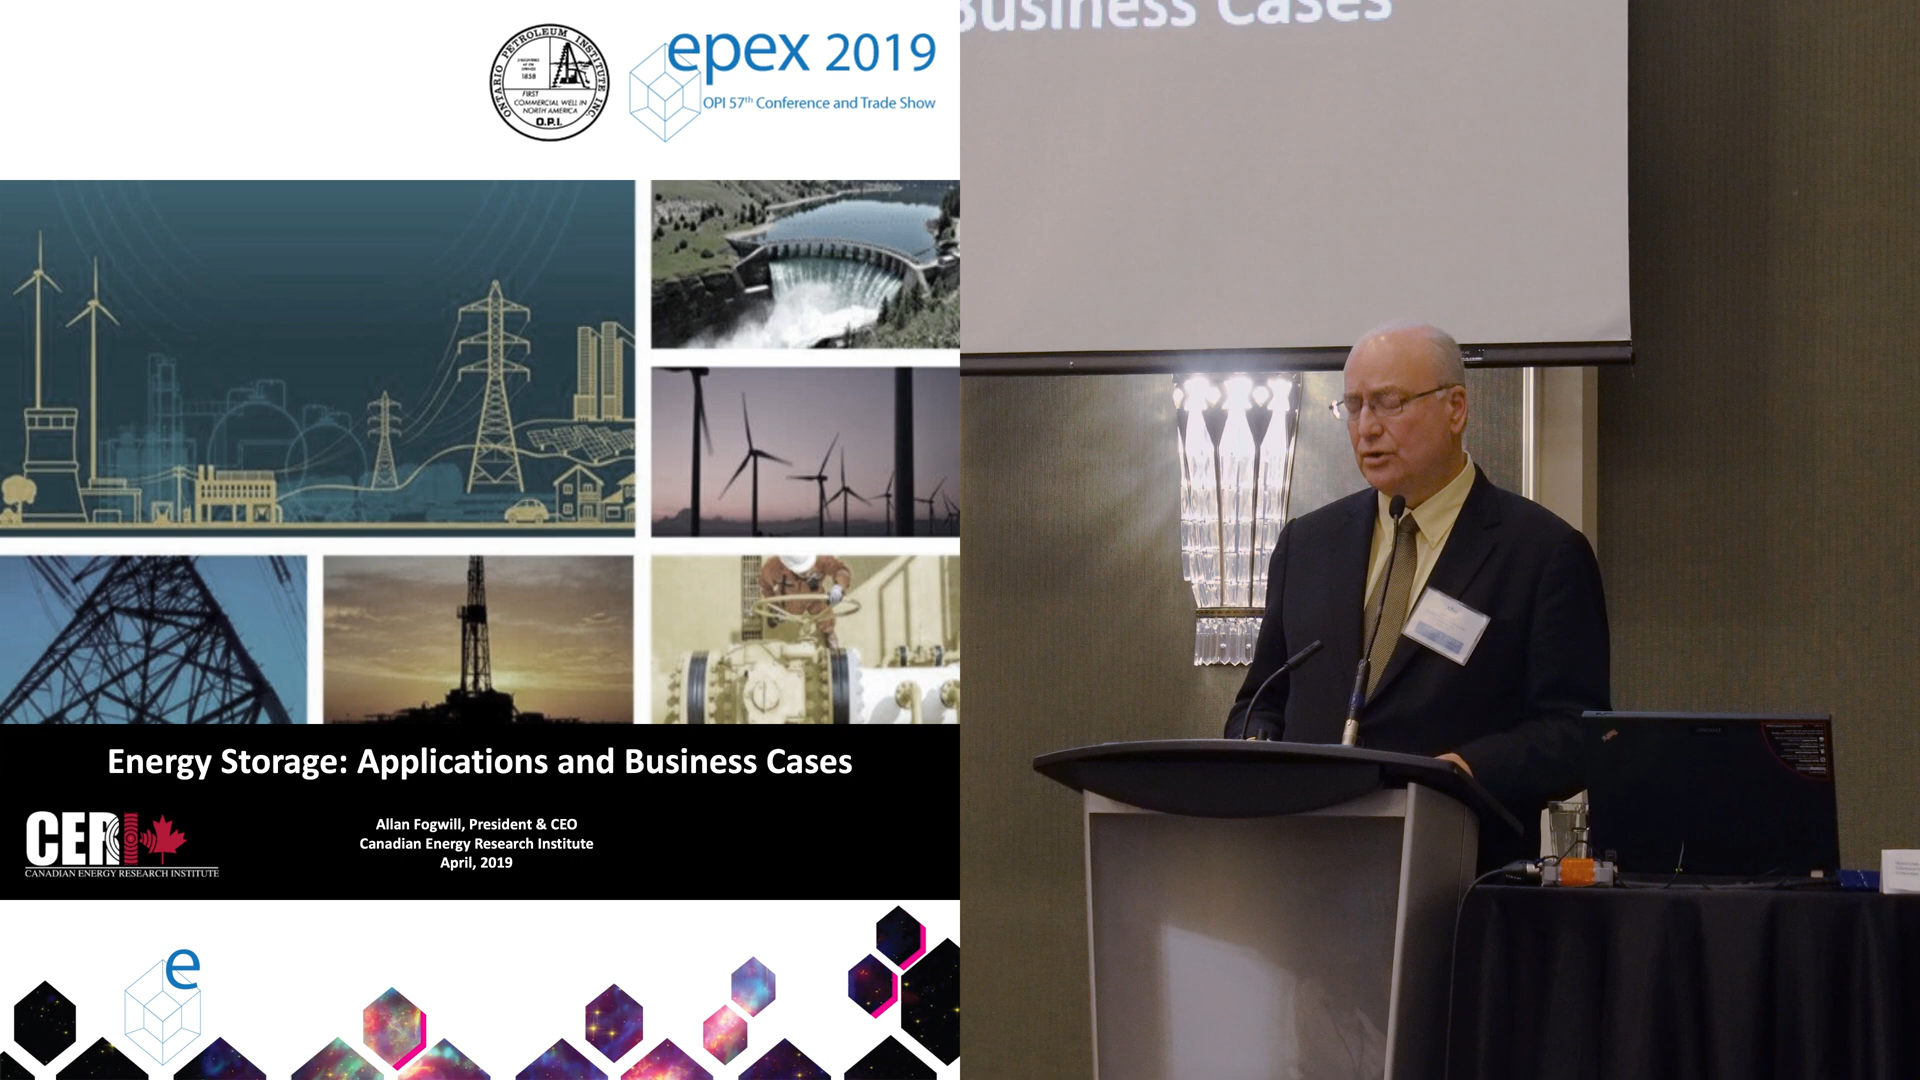 ONTARIO PETROLEUM INSTITUTE INC.
1858
FIRST
COMMERCIAL WELL IN
NORTH AMERICA
O.P.I.
epex 2019
OPI 57th Conference and Trade Show
Business Cases
Energy Storage: Applications and Business Cases
CERI
CANADIAN ENERGY RESEARCH INSTITUTE
Allan Fogwill, President & CEO
Canadian Energy Research Institute
April, 2019
e